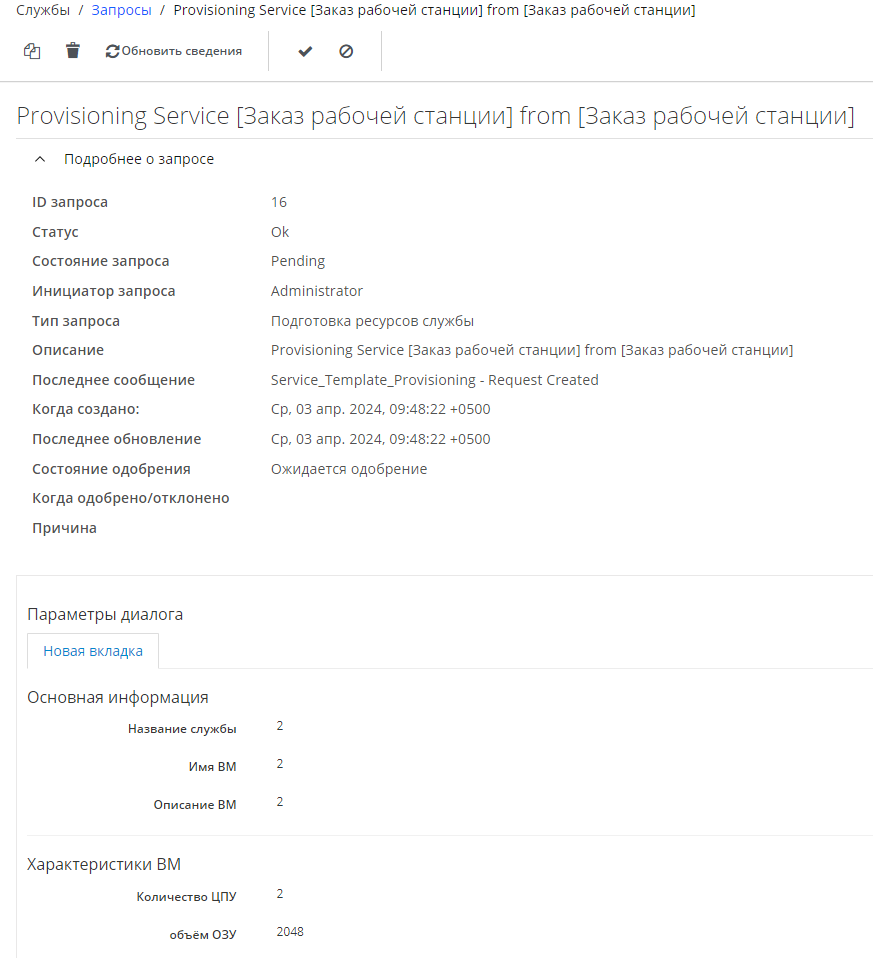 Службы / Запросы / Provisioning Service [Заказ рабочей станции] from [Заказ рабочей станции]
Обновить сведения
Provisioning Service [Заказ рабочей станции] from [Заказ рабочей станции]
Подробнее о запросе
ID запроса 16
Статус Ok
Состояние запроса Pending
Инициатор запроса Administrator
Тип запроса Подготовка ресурсов службы
Описание Provisioning Service [Заказ рабочей станции] from [Заказ рабочей станции]
Последнее сообщение Service_Template_Provisioning - Request Created
Когда создано: Ср, 03 апр. 2024, 09:48:22 +0500
Последнее обновление Ср, 03 апр. 2024, 09:48:22 +0500
Состояние одобрения Ожидается одобрение
Когда одобрено/отклонено
Причина
Параметры диалога
Новая вкладка
Основная информация
Название службы 2
Имя ВМ 2
Описание ВМ 2
Характеристики ВМ
Количество ЦПУ 2
объём ОЗУ 2048